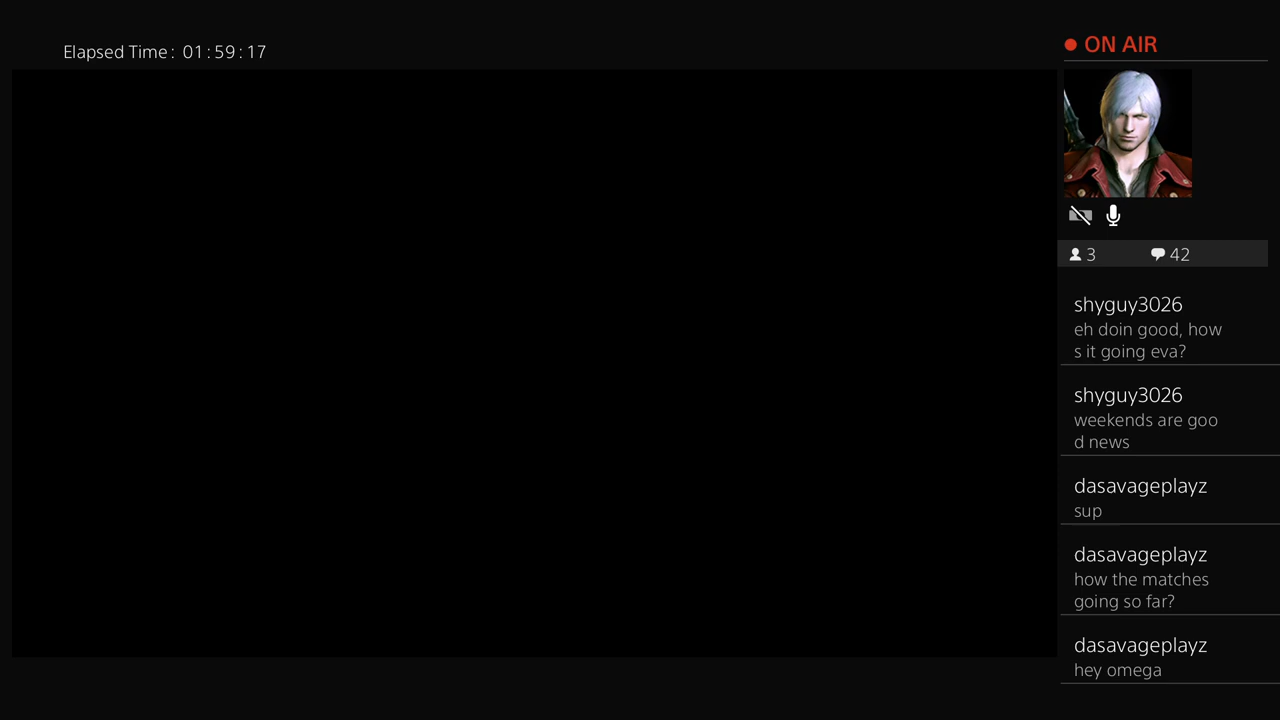 Elapsed Time: 01:59:17
ON AIR
3 42
shyguy3026
eh doin good, how
s it going eva?
shyguy3026
weekends are goo
d news
dasavageplayz
sup
dasavageplayz
how the matches
going so far?
dasavageplayz
hey omega